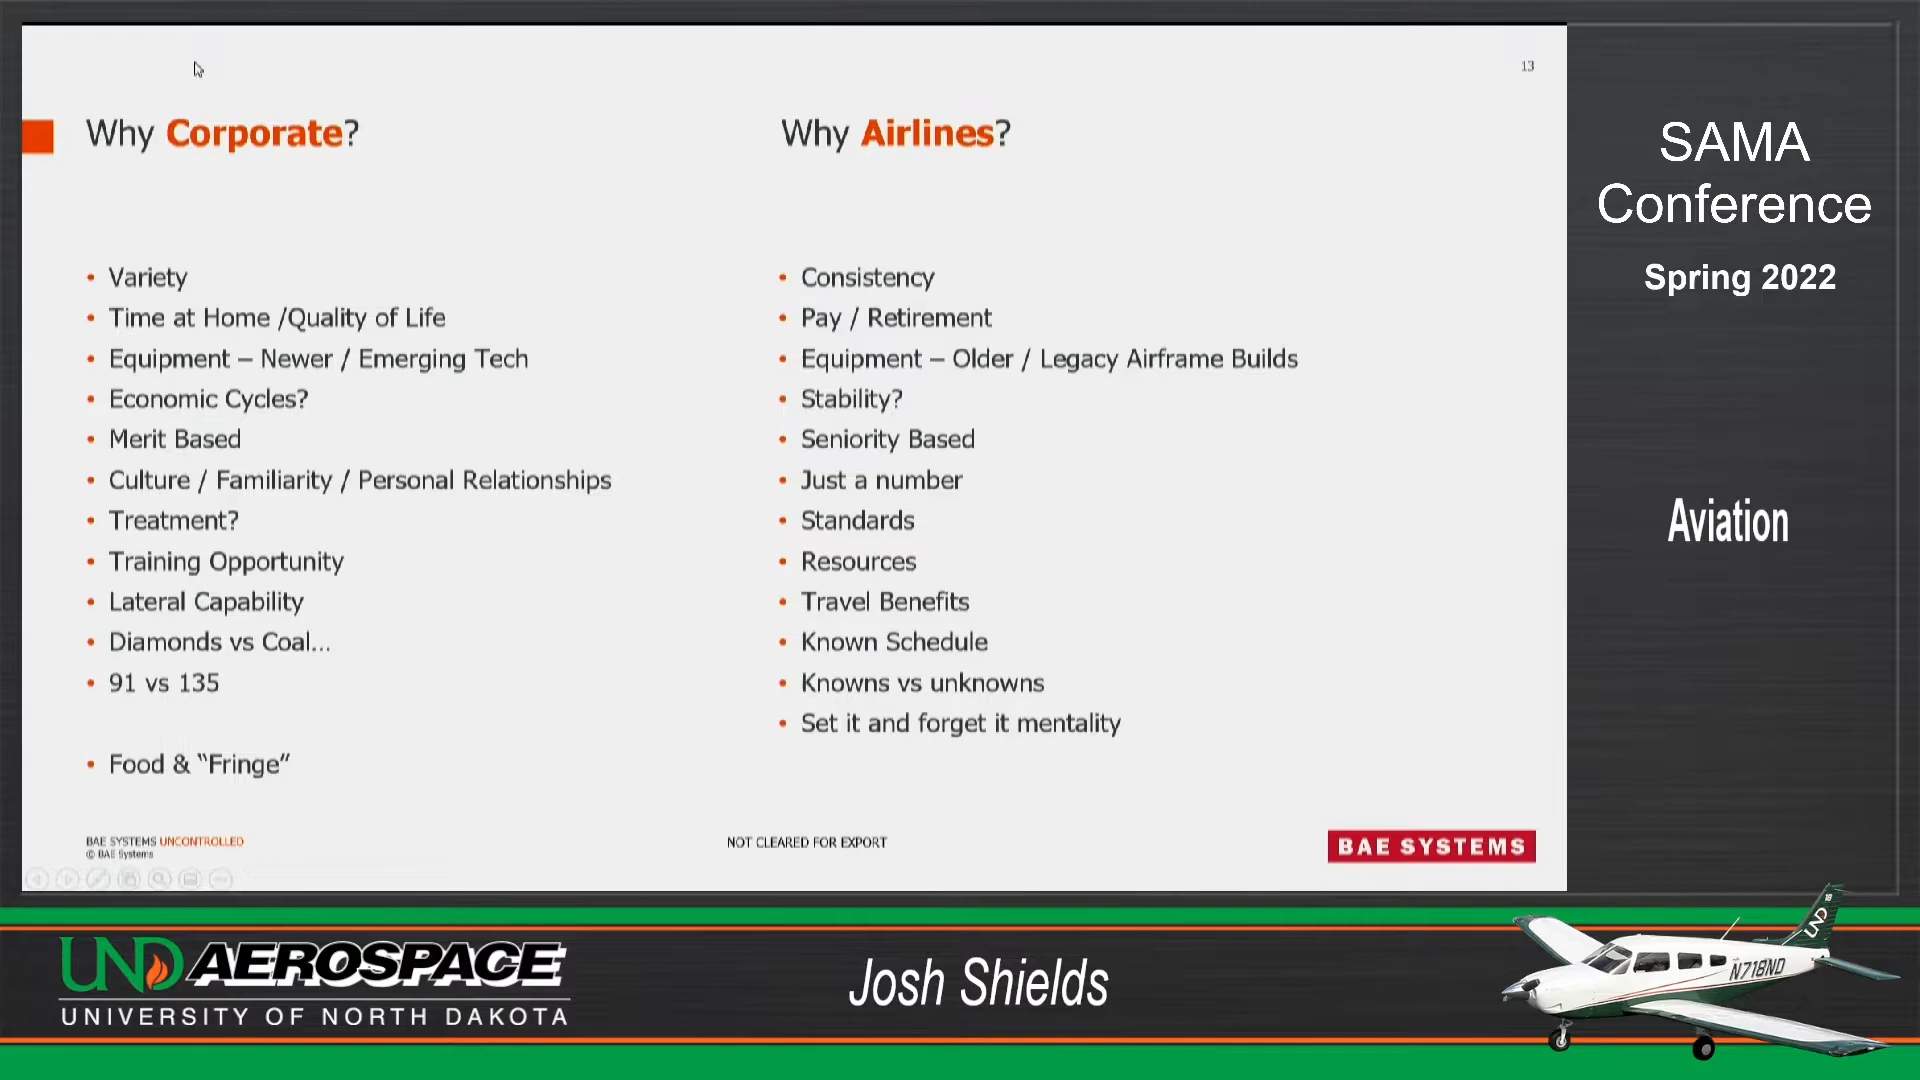 13
Why Corporate?
• Variety
• Time at Home /Quality of Life
• Equipment – Newer / Emerging Tech
• Economic Cycles?
• Merit Based
• Culture / Familiarity / Personal Relationships
• Treatment?
• Training Opportunity
• Lateral Capability
• Diamonds vs Coal...
• 91 vs 135
• Food & “Fringe”
Why Airlines?
• Consistency
• Pay / Retirement
• Equipment – Older / Legacy Airframe Builds
• Stability?
• Seniority Based
• Just a number
• Standards
• Resources
• Travel Benefits
• Known Schedule
• Knowns vs unknowns
• Set it and forget it mentality
BAE SYSTEMS UNCONTROLLED
© BAE Systems
NOT CLEARED FOR EXPORT
BAE SYSTEMS
SAMA
Conference
Spring 2022
Aviation
UND AEROSPACE
UNIVERSITY OF NORTH DAKOTA
Josh Shields
18
UND
N718ND